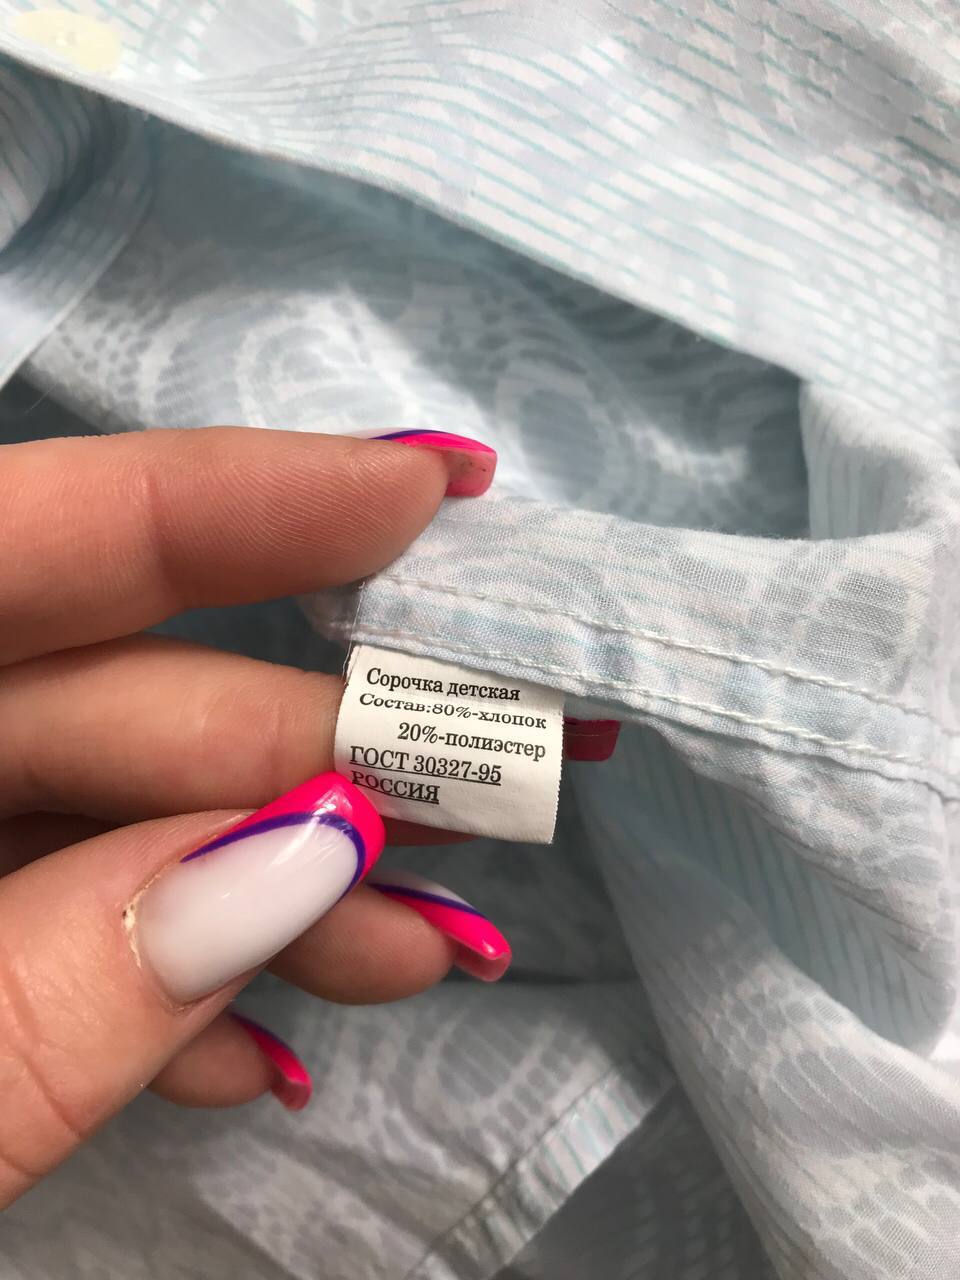 Сорочка детская
Состав:80%-хлопок
20%-полиэстер
ГОСТ 30327-95
РОССИЯ